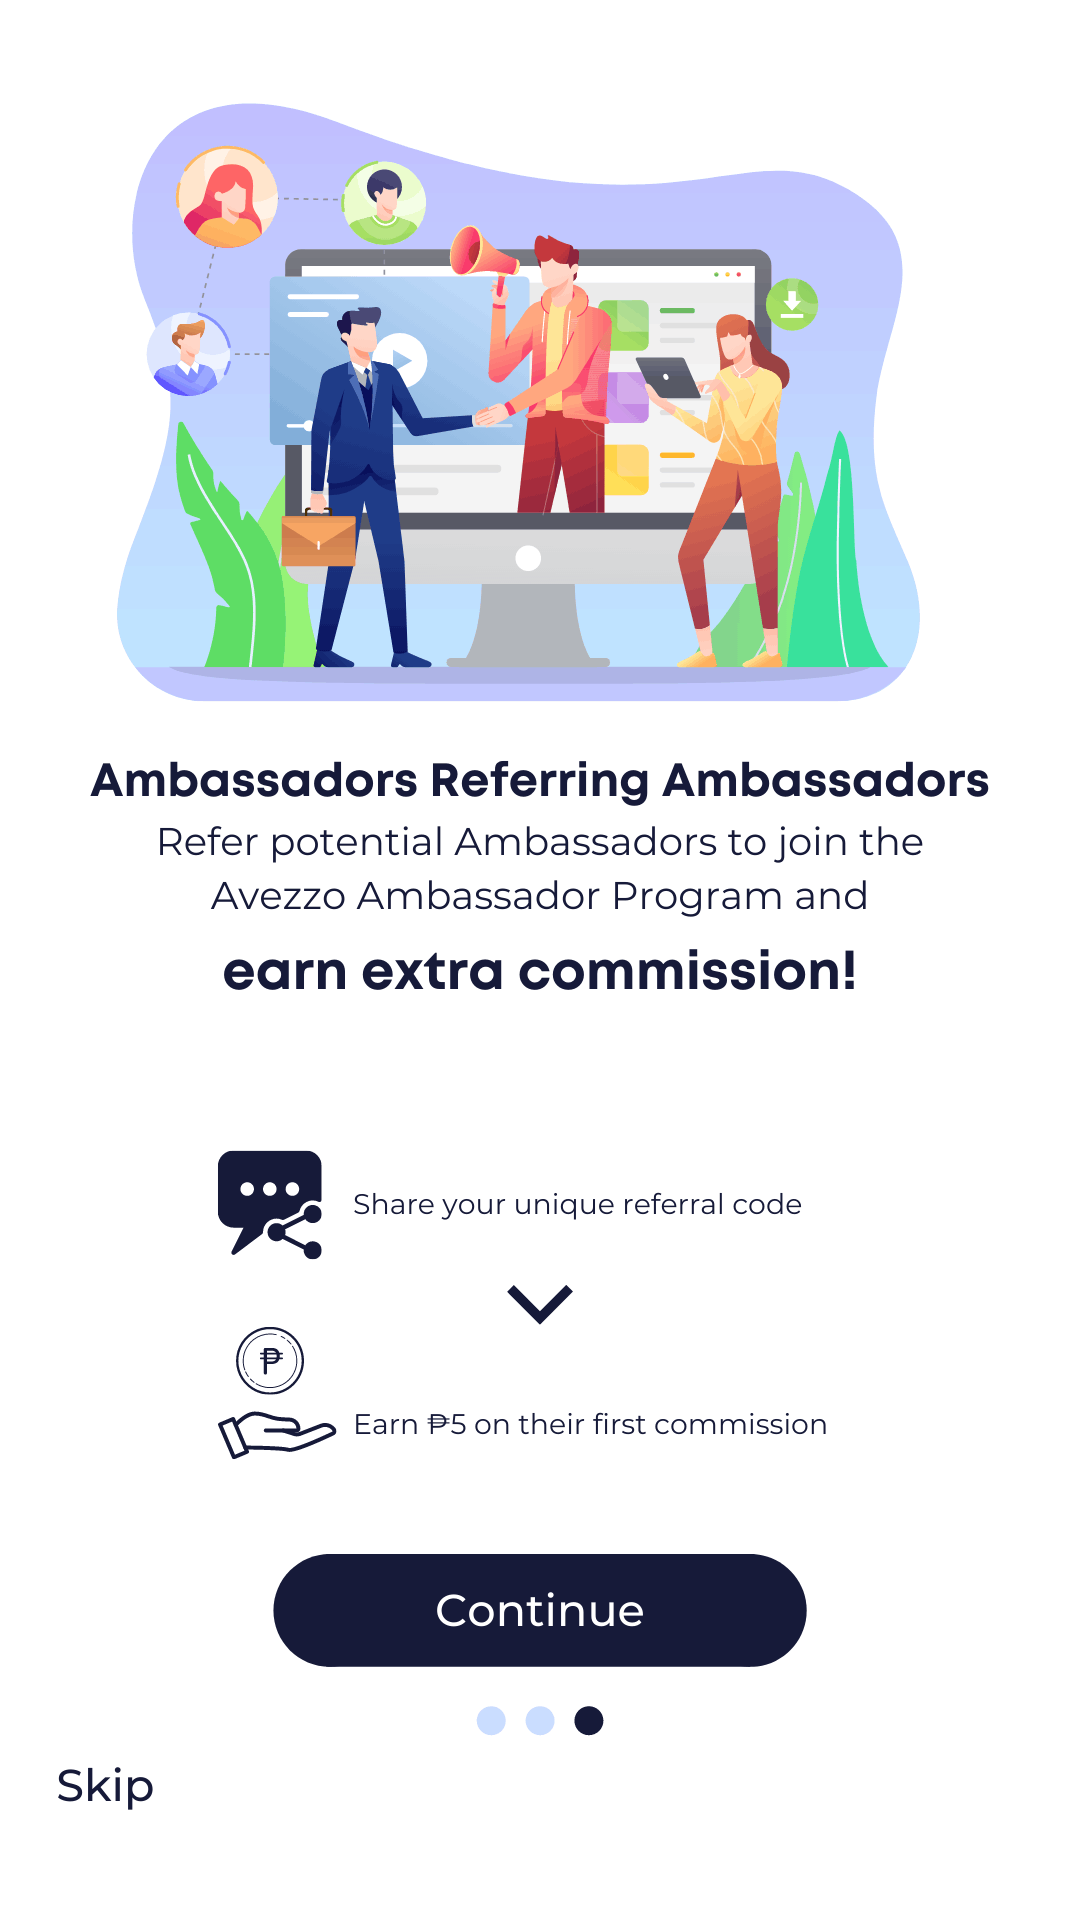 Ambassadors Referring Ambassadors
Refer potential Ambassadors to join the
Avezzo Ambassador Program and
earn extra commission!
Share your unique referral code
₱
Earn ₱5 on their first commission
Continue
Skip